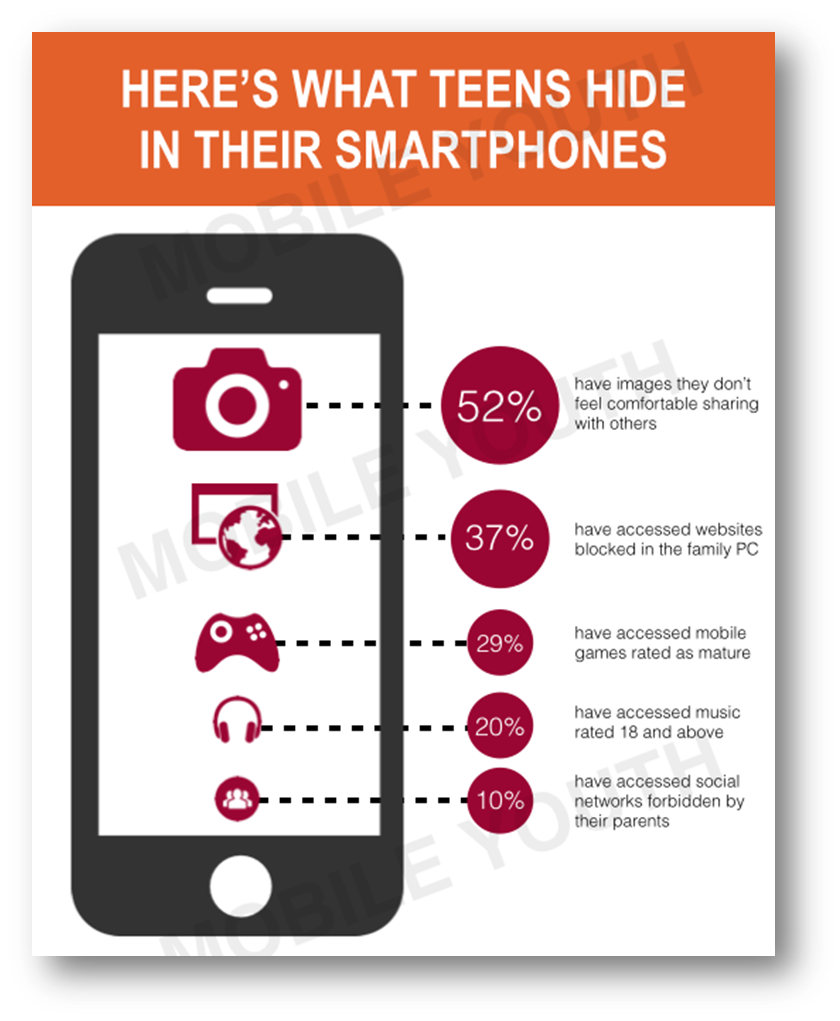 HERE'S WHAT TEENS HIDE
IN THEIR SMARTPHONES
MOBILE YOUTH
52%
have images they don't
feel comfortable sharing
with others
MOBILE YOUTH
37%
have accessed websites
blocked in the family PC
29%
have accessed mobile
games rated as mature
20%
have accessed music
rated 18 and above
10%
have accessed social
networks forbidden by
their parents
MOBILE YOUTH